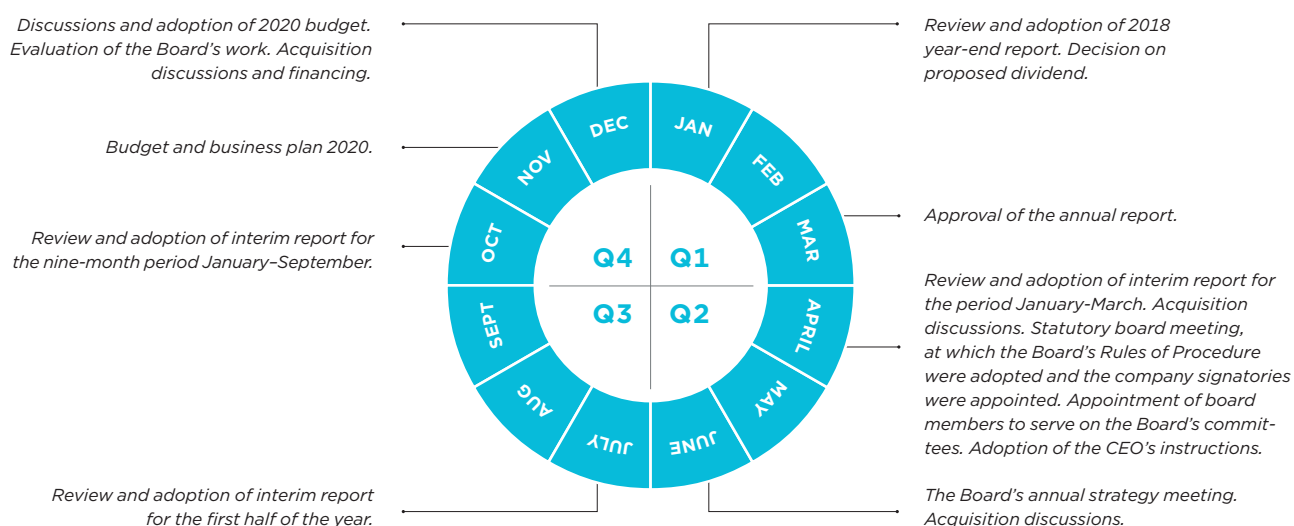 Discussions and adoption of 2020 budget.
Evaluation of the Board’s work. Acquisition
discussions and financing.
Review and adoption of 2018
year-end report. Decision on
proposed dividend.
DEC
JAN
Budget and business plan 2020.
NOV
FEB
Approval of the annual report.
OCT
MAR
Review and adoption of interim report for
the nine-month period January–September.
Q4
Q1
Q3
Q2
SEPT
APRIL
Review and adoption of interim report for
the period January-March. Acquisition
discussions. Statutory board meeting,
at which the Board’s Rules of Procedure
were adopted and the company signatories
were appointed. Appointment of board
members to serve on the Board’s commit-
tees. Adoption of the CEO’s instructions.
AUG
MAY
JULY
JUNE
Review and adoption of interim report
for the first half of the year.
The Board’s annual strategy meeting.
Acquisition discussions.